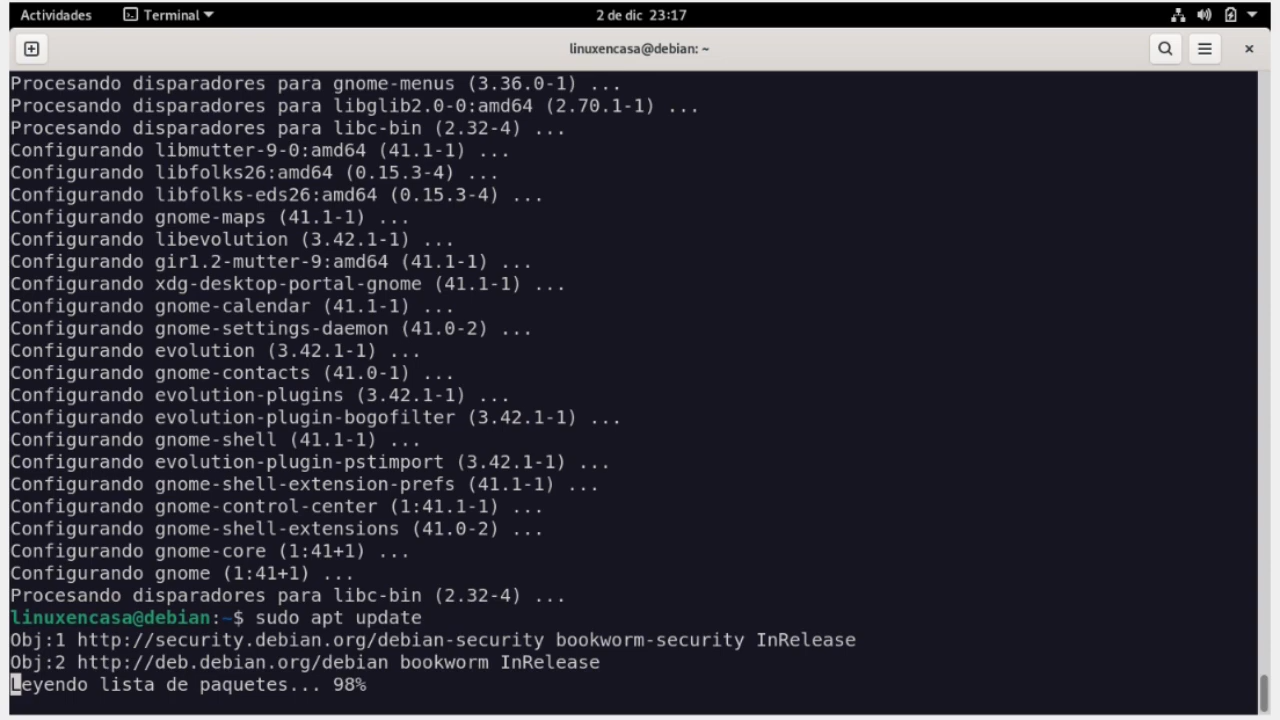 Actividades Terminal 2 de dic 23:17
linuxencasa@debian: ~
Procesando disparadores para gnome-menus (3.36.0-1) ...
Procesando disparadores para libglib2.0-0:amd64 (2.70.1-1) ...
Procesando disparadores para libc-bin (2.32-4) ...
Configurando libmutter-9-0:amd64 (41.1-1) ...
Configurando libfolks26:amd64 (0.15.3-4) ...
Configurando libfolks-eds26:amd64 (0.15.3-4) ...
Configurando gnome-maps (41.1-1) ...
Configurando libevolution (3.42.1-1) ...
Configurando gir1.2-mutter-9:amd64 (41.1-1) ...
Configurando xdg-desktop-portal-gnome (41.1-1) ...
Configurando gnome-calendar (41.1-1) ...
Configurando gnome-settings-daemon (41.0-2) ...
Configurando evolution (3.42.1-1) ...
Configurando gnome-contacts (41.0-1) ...
Configurando evolution-plugins (3.42.1-1) ...
Configurando evolution-plugin-bogofilter (3.42.1-1) ...
Configurando gnome-shell (41.1-1) ...
Configurando evolution-plugin-pstimport (3.42.1-1) ...
Configurando gnome-shell-extension-prefs (41.1-1) ...
Configurando gnome-control-center (1:41.1-1) ...
Configurando gnome-shell-extensions (41.0-2) ...
Configurando gnome-core (1:41+1) ...
Configurando gnome (1:41+1) ...
Procesando disparadores para libc-bin (2.32-4) ...
linuxencasa@debian:~$ sudo apt update
Obj:1 http://security.debian.org/debian-security bookworm-security InRelease
Obj:2 http://deb.debian.org/debian bookworm InRelease
Leyendo lista de paquetes... 98%